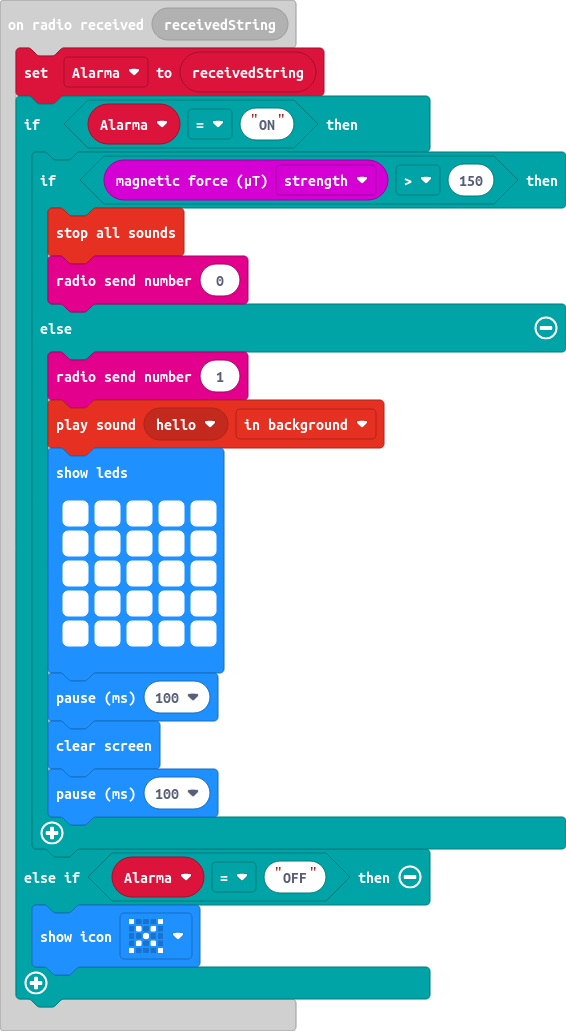 on radio received receivedString
set Alarma to receivedString
if Alarma = "ON" then
if magnetic force (µT) strength > 150 then
stop all sounds
radio send number 0
else
radio send number 1
play sound hello in background
show leds
pause (ms) 100
clear screen
pause (ms) 100
else if Alarma = "OFF" then
show icon